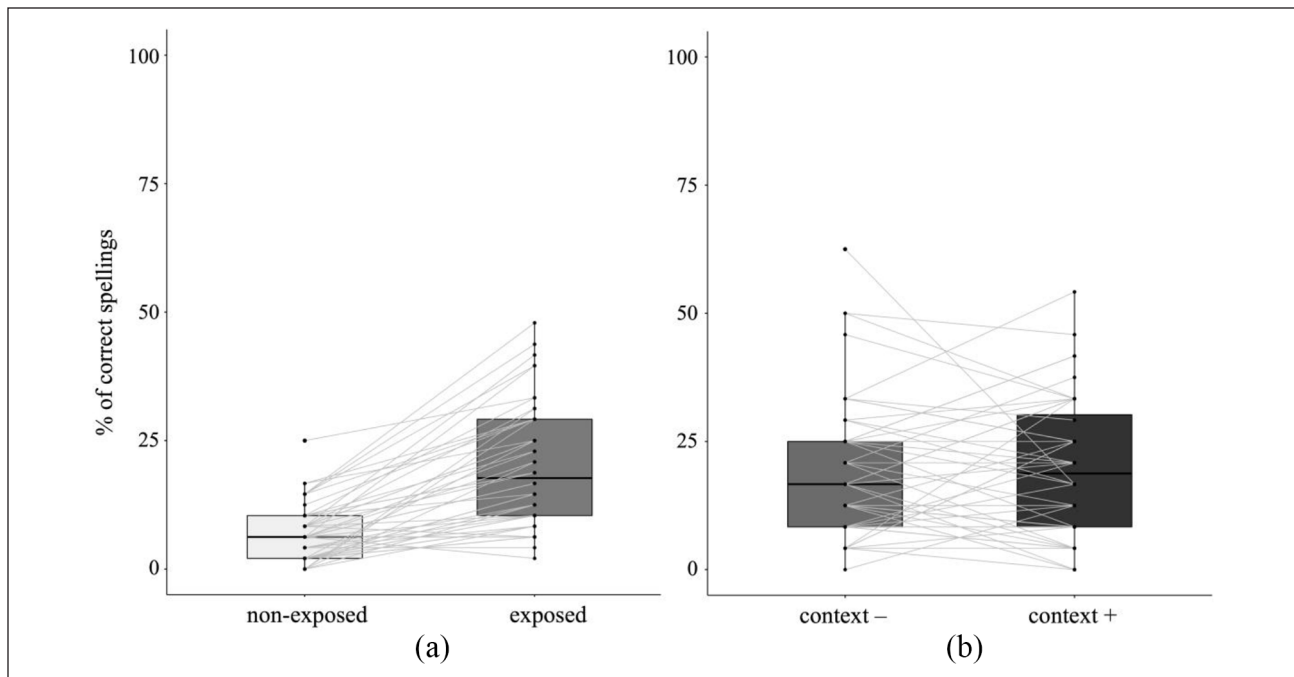 % of correct spellings
100
75
50
25
0
non-exposed
exposed
(a)
100
75
50
25
0
context –
context +
(b)